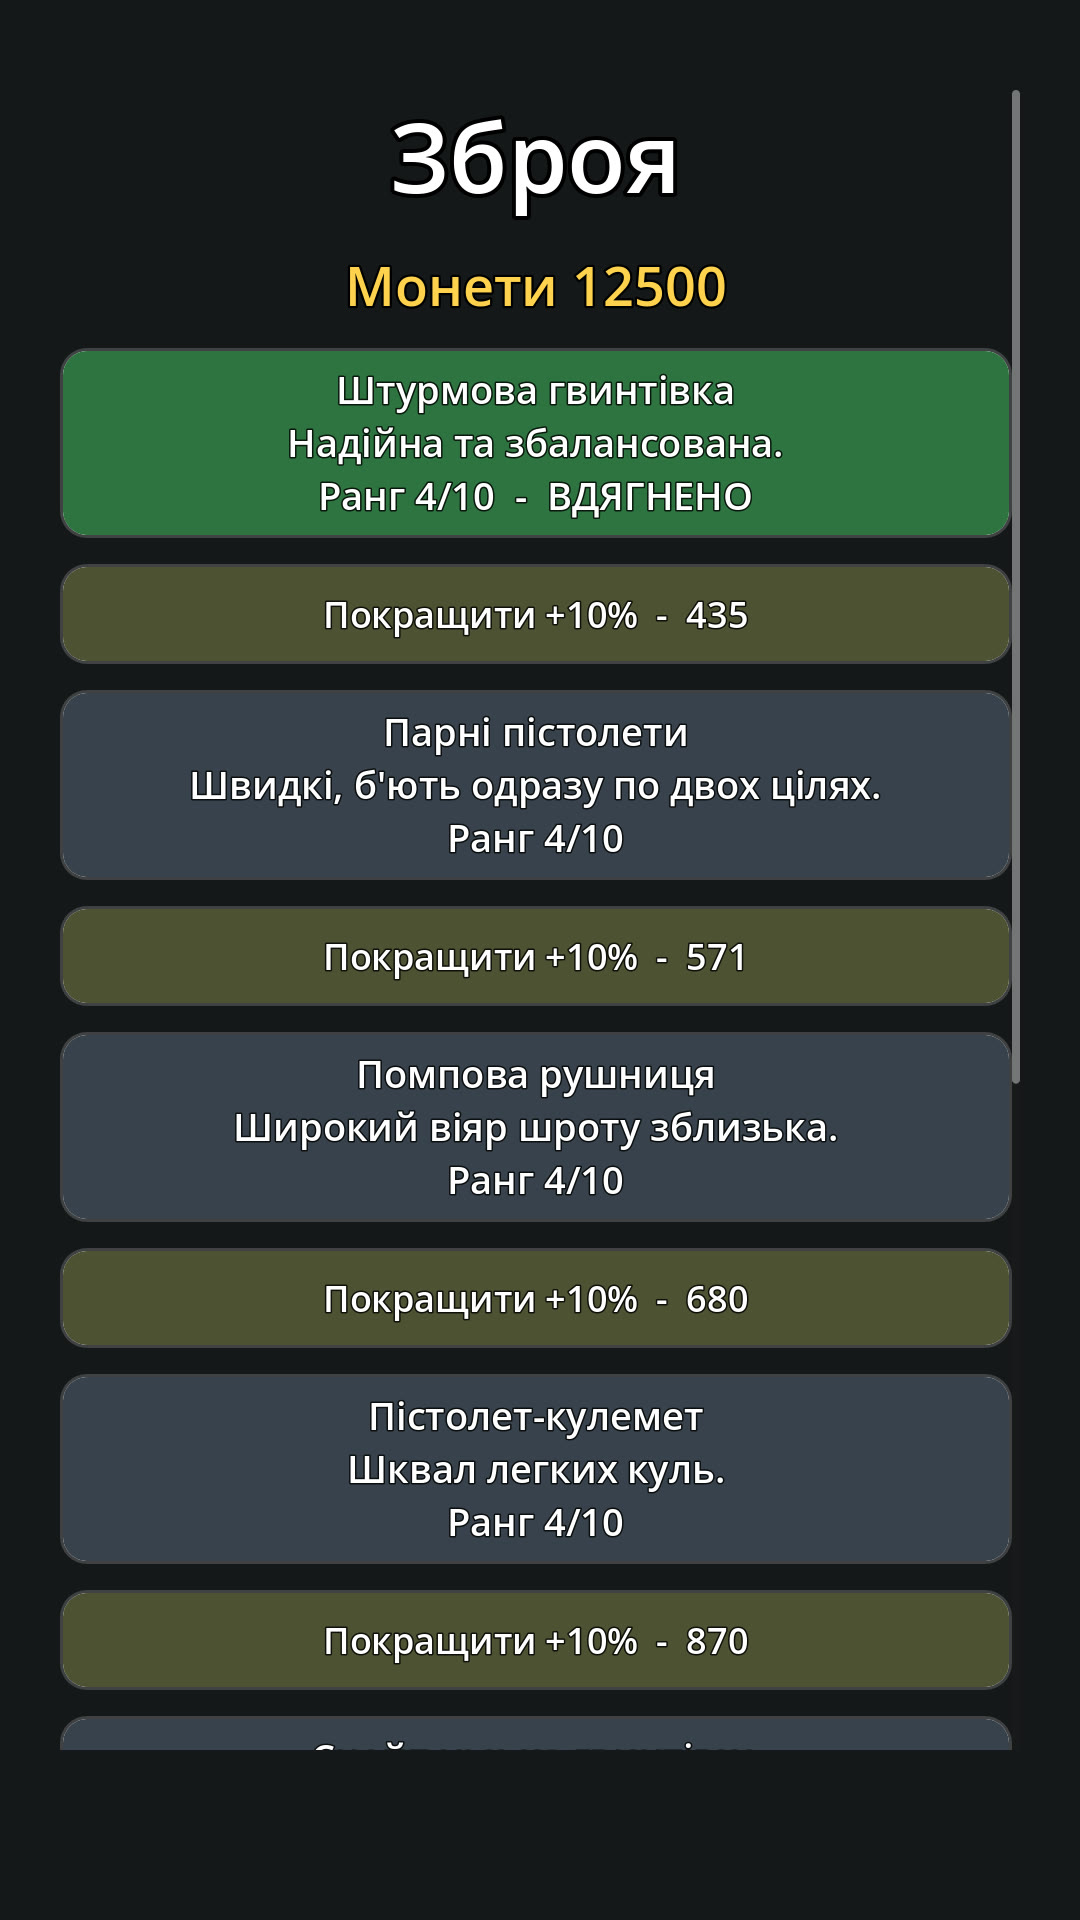 Зброя
Монети 12500
Штурмова гвинтівка
Надійна та збалансована.
Ранг 4/10 - ВДЯГНЕНО
Покращити +10% - 435
Парні пістолети
Швидкі, б'ють одразу по двох цілях.
Ранг 4/10
Покращити +10% - 571
Помпова рушниця
Широкий віяр шроту зблизька.
Ранг 4/10
Покращити +10% - 680
Пістолет-кулемет
Шквал легких куль.
Ранг 4/10
Покращити +10% - 870